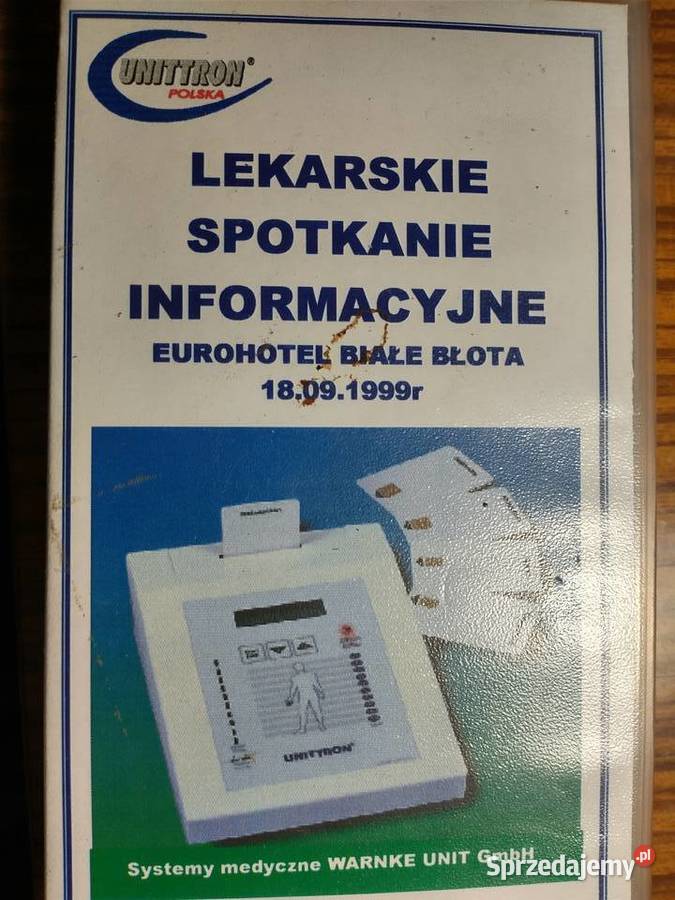 UNITTRON®
POLSKA
LEKARSKIE
SPOTKANIE
INFORMACYJNE
EUROHOTEL BIAŁE BŁOTA
18.09.1999r
UNITTRON®
Systemy medyczne WARNKE UNIT GmbH
Sprzedajemy.pl